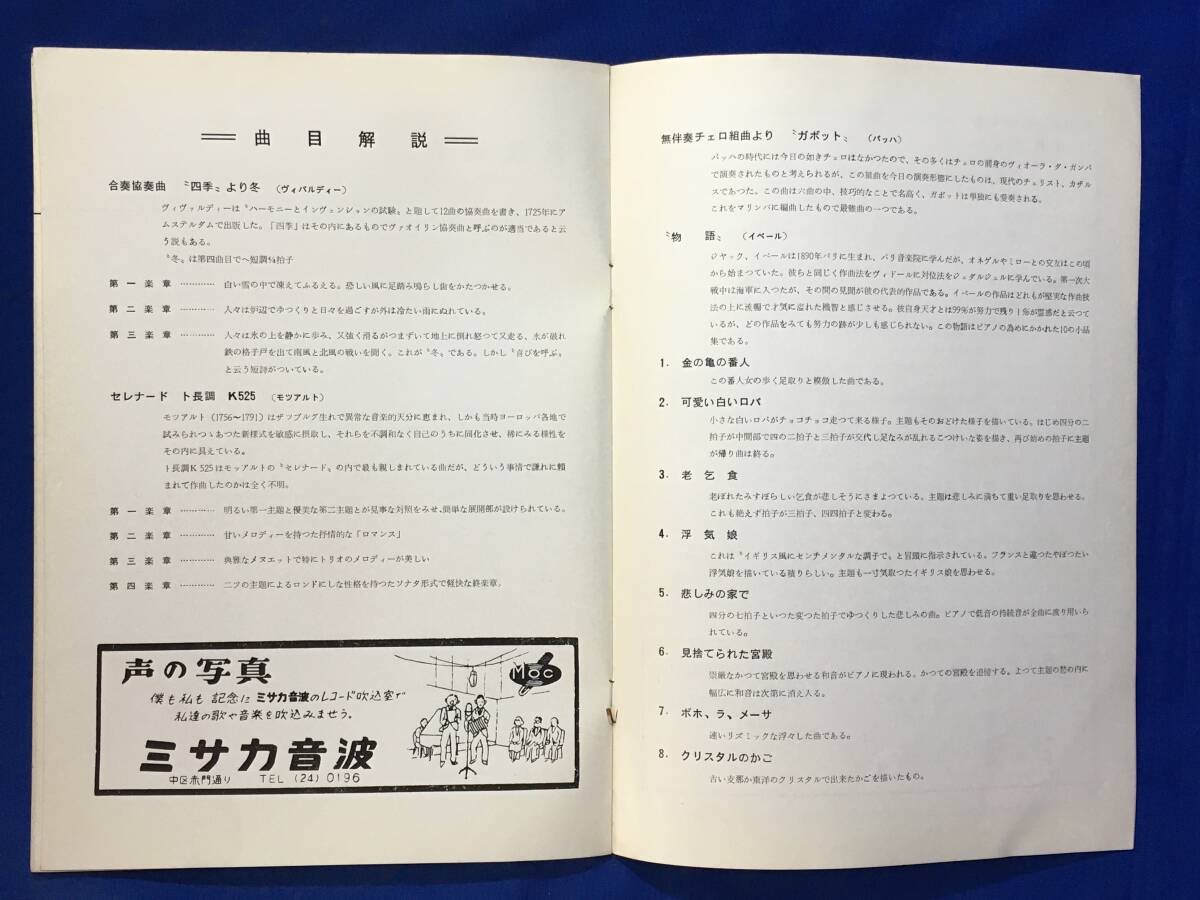 曲目解説
合奏協奏曲 〝四季〟より冬 (ヴィバルディー)
ヴィヴァルディーは〝ハーモニーとインヴェンションの試験〟と題して12曲の協奏曲を書き、1725年にア
ムステルダムで出版した。「四季」はその内にあるものでヴァオイリン協奏曲と呼ぶのが適当であると云
う説もある。
〝冬〟は第四曲目でヘ短調4/4拍子
第一楽章 ………… 白い雪の中で凍えてふるえる。恐しい風に足踏み鳴らし歯をかたつかせる。
第二楽章 ………… 人々は炉辺でゆつくりと日々を過ごすが外は冷たい雨にぬれている。
第三楽章 ………… 人々は氷の上を静かに歩み、又強く滑るがつまずいて地上に倒れ怒つて又走る、氷が破れ
鉄の格子戸を出て南風と北風の戦いを聞く。これが〝冬〟である。しかし〝喜びを呼ぶ〟
と云う短詩がついている。
セレナード ト長調 K525 (モツアルト)
モツアルト(1756〜1791)はザツブルグ生れで異常な音楽的天分に恵まれ、しかも当時ヨーロッパ各地で
試みられつゝあつた新様式を敏感に摂取し、それらを不調和なく自己のうちに同化させ、稀にみる様性を
その内に具えている。
ト長調K525はモッアルトの〝セレナード〟の内で最も親しまれている曲だが、どういう事情で誰れに頼
まれて作曲したのかは全く不明。
第一楽章 ………… 明るい第一主題と優美な第二主題とが見事な対照をみせ、簡単な展開部が設けられている。
第二楽章 ………… 甘いメロディーを持つた抒情的な「ロマンス」
第三楽章 ………… 典雅なメヌエットで特にトリオのメロディーが美しい
第四楽章 ………… 二ツの主題によるロンドにしな性格を持つたソナタ形式で軽快な終楽章。
声の写真
僕も私も 記念に ミサカ音波のレコード吹込室で
私達の歌や音楽を吹込みませう。
ミサカ音波
中区赤門通り TEL (24) 0196
MOC
無伴奏チェロ組曲より 〝ガボット〟 (バッハ)
バッハの時代には今日の如きチェロはなかつたので、その多くはチェロの前身のヴィオーラ・ダ・ガンバ
で演奏されたものと考えられるが、この組曲を今日の演奏形態にしたものは、現代のチェリスト、カザル
スであつた。この曲は六曲の中、技巧的なことで名高く、ガボットは単独にも愛奏される。
これをマリンバに編曲したもので最難曲の一つである。
〝物語〟 (イベール)
ジャック、イベールは1890年パリに生まれ、パリ音楽院に学んだが、オネゲルやミローとの交友はこの頃
から始まつていた。彼らと同じく作曲法をヴィドールに対位法をジェダルジェルに学んでいる。第一次大
戦中は海軍に入つたが、その間の見聞が彼の代表的作品である。イベールの作品はどれもが堅実な作曲技
法の上に流暢で才気に溢れた機智と感じさせる。彼自身天才とは99%が努力で残り1%が霊感だと云つて
いるが、どの作品をみても努力の跡が少しも感じられない。この物語はピアノの為めにかかれた10の小品
集である。
1. 金の亀の番人
この番人女の歩く足取りと模倣した曲である。
2. 可愛い白いロバ
小さな白いロバがチョコチョコ走つて来る様子。主題もそのおどけた様子を描いている。はじめ四分の二
拍子が中間部で四の二拍子と三拍子が交代し足なみが乱れるこつけいな姿を描き、再び始めの拍子に主題
が帰り曲は終る。
3. 老乞食
老ぼれたみすぼらしい乞食が悲しそうにさまよつている。主題は悲しみに満ちて重い足取りを思わせる。
これも絶えず拍子が三拍子、四四拍子と変わる。
4. 浮気娘
これは〝イギリス風にセンチメンタルな調子で〟と冒頭に指示されている。フランスと違つたやぼつたい
浮気娘を描いている積りらしい。主題も一寸気取つたイギリス娘を思わせる。
5. 悲しみの家で
四分の七拍子といつた変つた拍子でゆつくりした悲しみの曲。ピアノで低音の持続音が全曲に渡り用いら
れている。
6. 見捨てられた宮殿
崇厳なかつて宮殿を思わせる和音がピアノに現われる。かつての宮殿を追憶する。よつて主題の愁の内に
幅広に和音は次第に消え入る。
7. ボホ、ラ、メーサ
速いリズミックな浮々した曲である。
8. クリスタルのかご
古い支那か東洋のクリスタルで出来たかごを描いたもの。